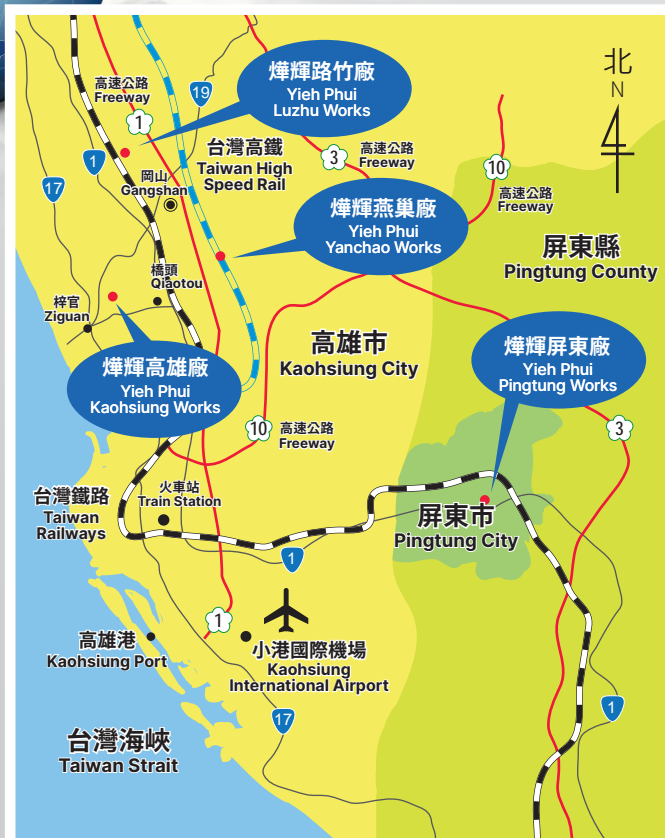 高速公路
Freeway
1
19
燁輝路竹廠
Yieh Phui
Luzhu Works
北
N
1
17
岡山
Gangshan
台灣高鐵
Taiwan High
Speed Rail
3
高速公路
Freeway
10
高速公路
Freeway
燁輝燕巢廠
Yieh Phui
Yanchao Works
屏東縣
Pingtung County
橋頭
Qiaotou
梓官
Ziguan
燁輝高雄廠
Yieh Phui
Kaohsiung Works
高雄市
Kaohsiung City
燁輝屏東廠
Yieh Phui
Pingtung Works
10
高速公路
Freeway
3
台灣鐵路
Taiwan
Railways
火車站
Train Station
屏東市
Pingtung City
1
1
高雄港
Kaohsiung Port
小港國際機場
Kaohsiung
International Airport
17
1
台灣海峽
Taiwan Strait